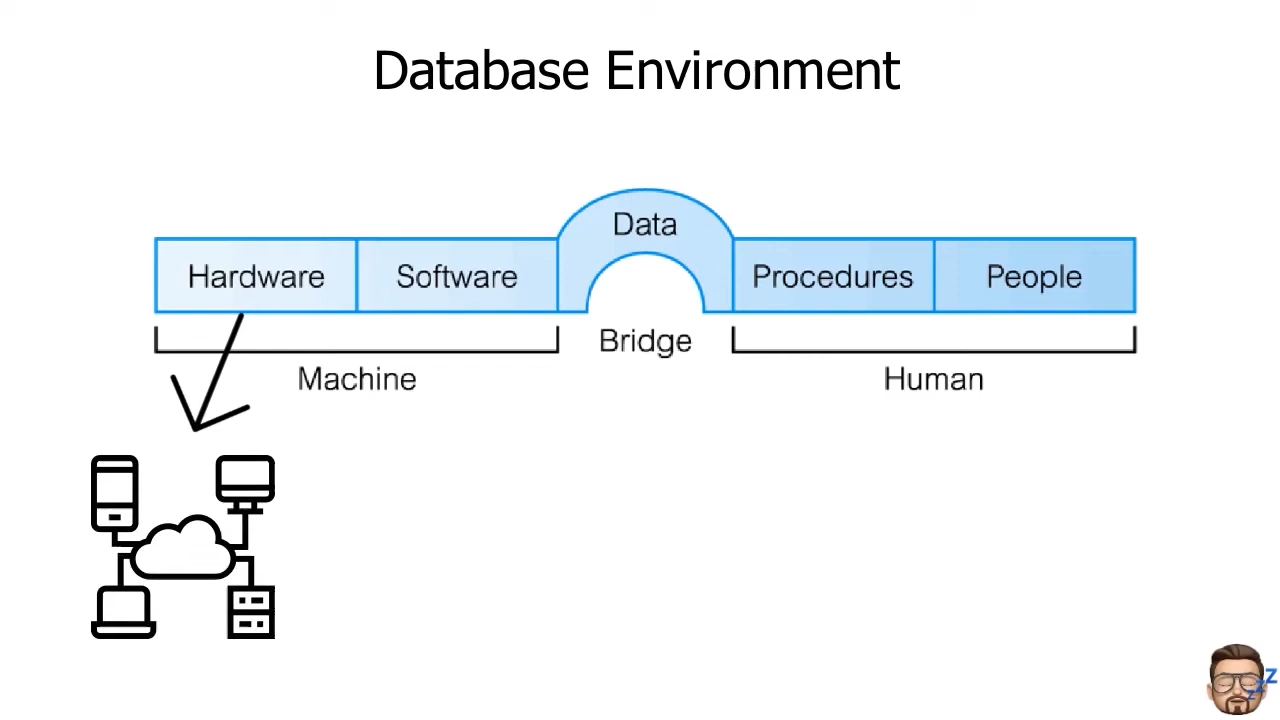 Database Environment
Data
Hardware Software Procedures People
Bridge
Machine Human
z z Z